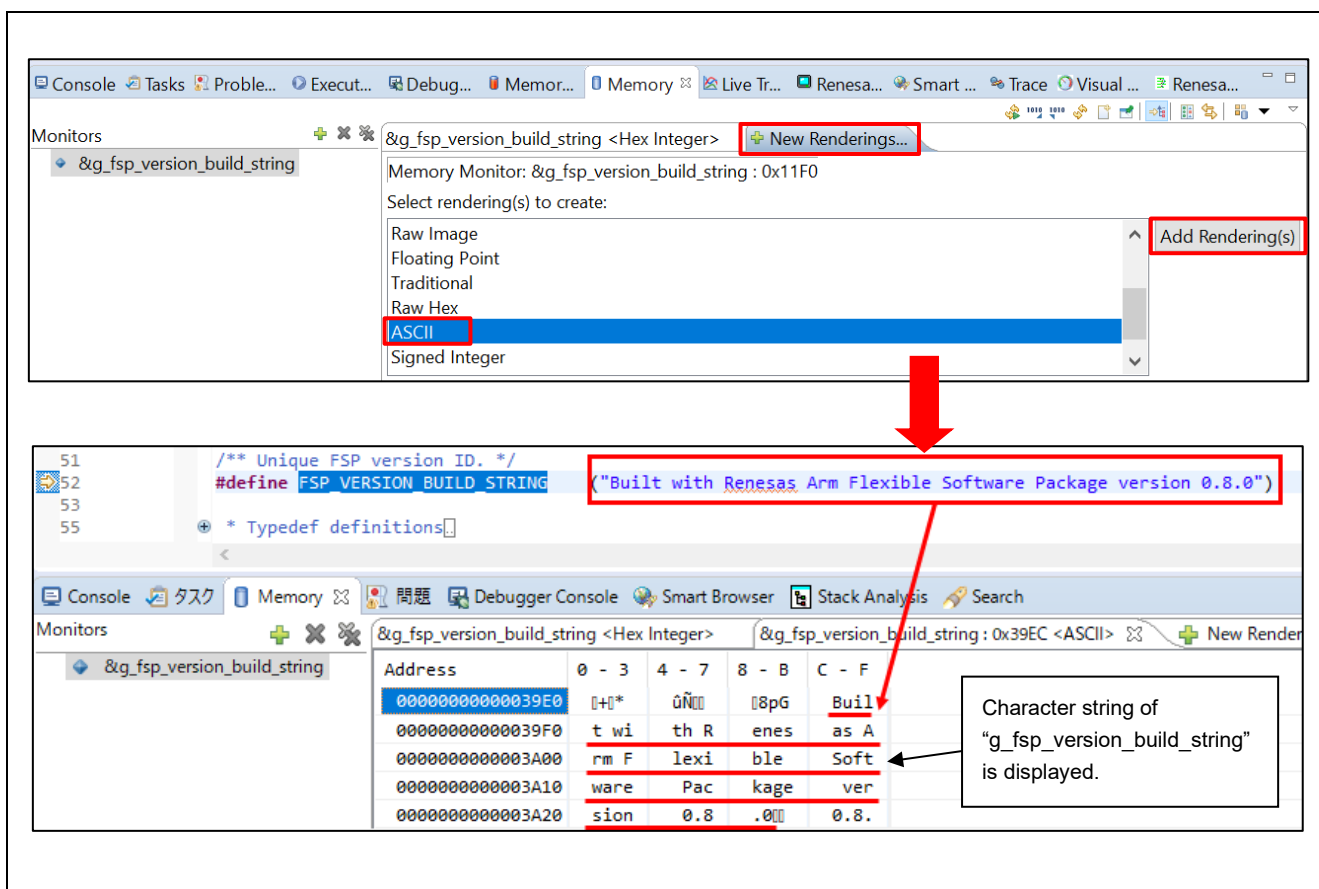 Console Tasks Proble... Execut... Debug... Memor... Memory Live Tr... Renesa... Smart ... Trace Visual ... Renesa...
Monitors
&g_fsp_version_build_string
&g_fsp_version_build_string <Hex Integer> New Renderings...
Memory Monitor: &g_fsp_version_build_string : 0x11F0
Select rendering(s) to create:
Raw Image
Floating Point
Traditional
Raw Hex
ASCII
Signed Integer
Add Rendering(s)
51 /** Unique FSP version ID. */
52 #define FSP_VERSION_BUILD_STRING ("Built with Renesas Arm Flexible Software Package version 0.8.0")
53
55 * Typedef definitions
Console タスク Memory 問題 Debugger Console Smart Browser Stack Analysis Search
Monitors
&g_fsp_version_build_string
&g_fsp_version_build_string <Hex Integer> &g_fsp_version_build_string : 0x39EC <ASCII> New Render
Address 0 - 3 4 - 7 8 - B C - F
00000000000039E0 ▯+▯* ûÑ▯▯ ▯8pG Buil
00000000000039F0 t wi th R enes as A
0000000000003A00 rm F lexi ble Soft
0000000000003A10 ware Pac kage ver
0000000000003A20 sion 0.8 .0▯▯ 0.8.
Character string of
“g_fsp_version_build_string”
is displayed.